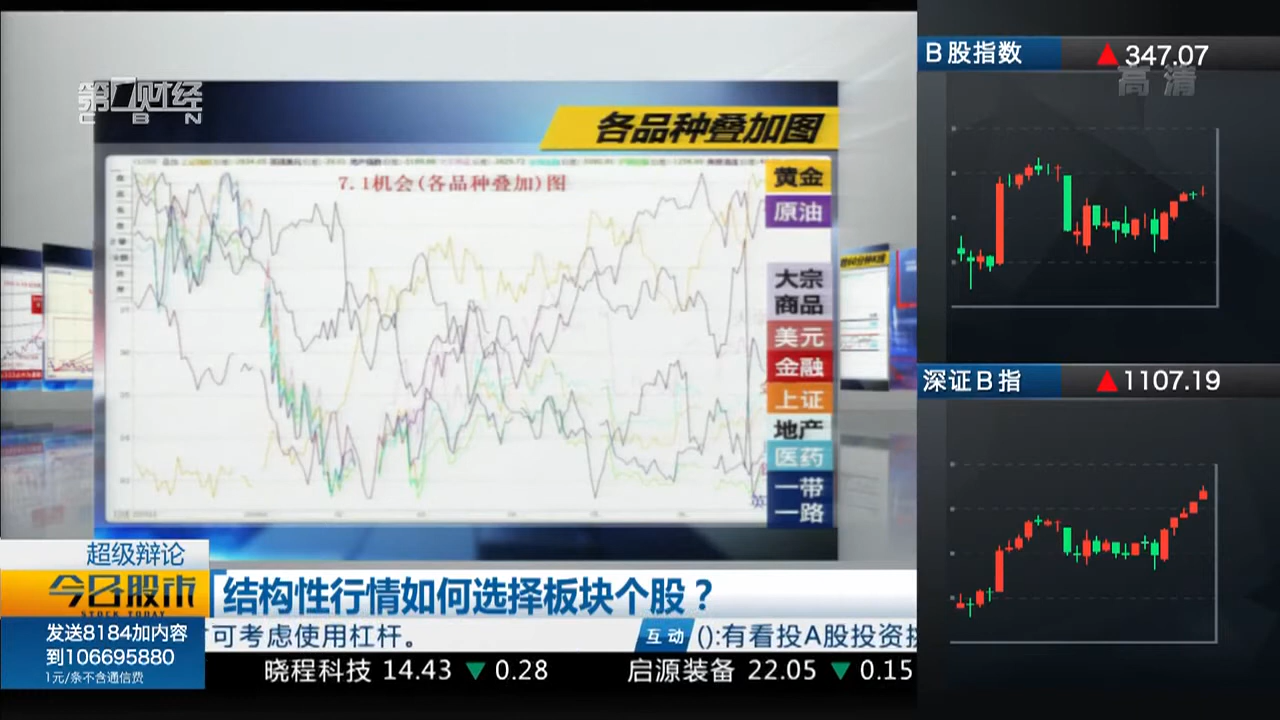 第一财经
CBN
各品种叠加图
7.1机会(各品种叠加)图
黄金
原油
大宗
商品
美元
金融
上证
地产
医药
一带
一路
B股指数 ▲ 347.07
高清
深证B指 ▲ 1107.19
超级辩论
今日股市
STOCK TODAY
结构性行情如何选择板块个股？
可考虑使用杠杆。 互动 ():有看投A股投资
发送8184加内容
到106695880
1元/条不含通信费
晓程科技 14.43 ▼ 0.28 启源装备 22.05 ▼ 0.15